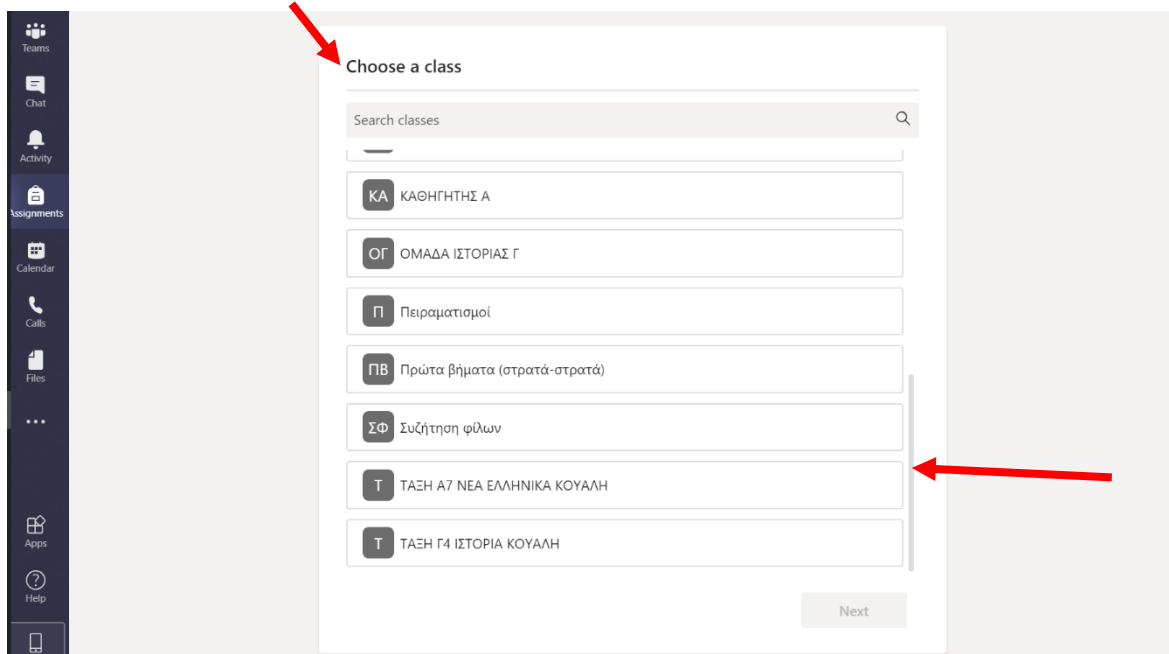 Teams
Chat
Activity
Assignments
Calendar
Calls
Files
Apps
Help
Choose a class
Search classes
ΚΑ ΚΑΘΗΓΗΤΗΣ Α
ΟΓ ΟΜΑΔΑ ΙΣΤΟΡΙΑΣ Γ
Π Πειραματισμοί
ΠΒ Πρώτα βήματα (στρατά-στρατά)
ΣΦ Συζήτηση φίλων
Τ ΤΑΞΗ Α7 ΝΕΑ ΕΛΛΗΝΙΚΑ ΚΟΥΑΛΗ
Τ ΤΑΞΗ Γ4 ΙΣΤΟΡΙΑ ΚΟΥΑΛΗ
Next